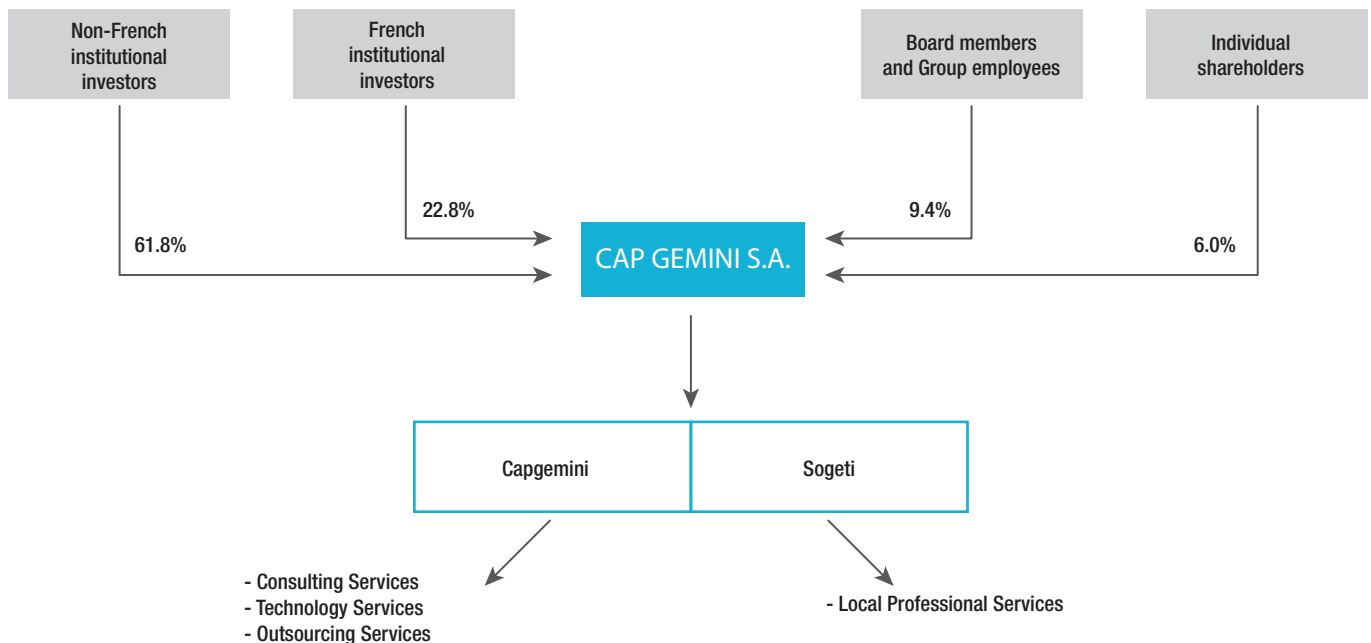 Non-French
institutional
investors
French
institutional
investors
Board members
and Group employees
Individual
shareholders
61.8%
22.8%
9.4%
6.0%
CAP GEMINI S.A.
Capgemini
Sogeti
- Consulting Services
- Technology Services
- Outsourcing Services
- Local Professional Services